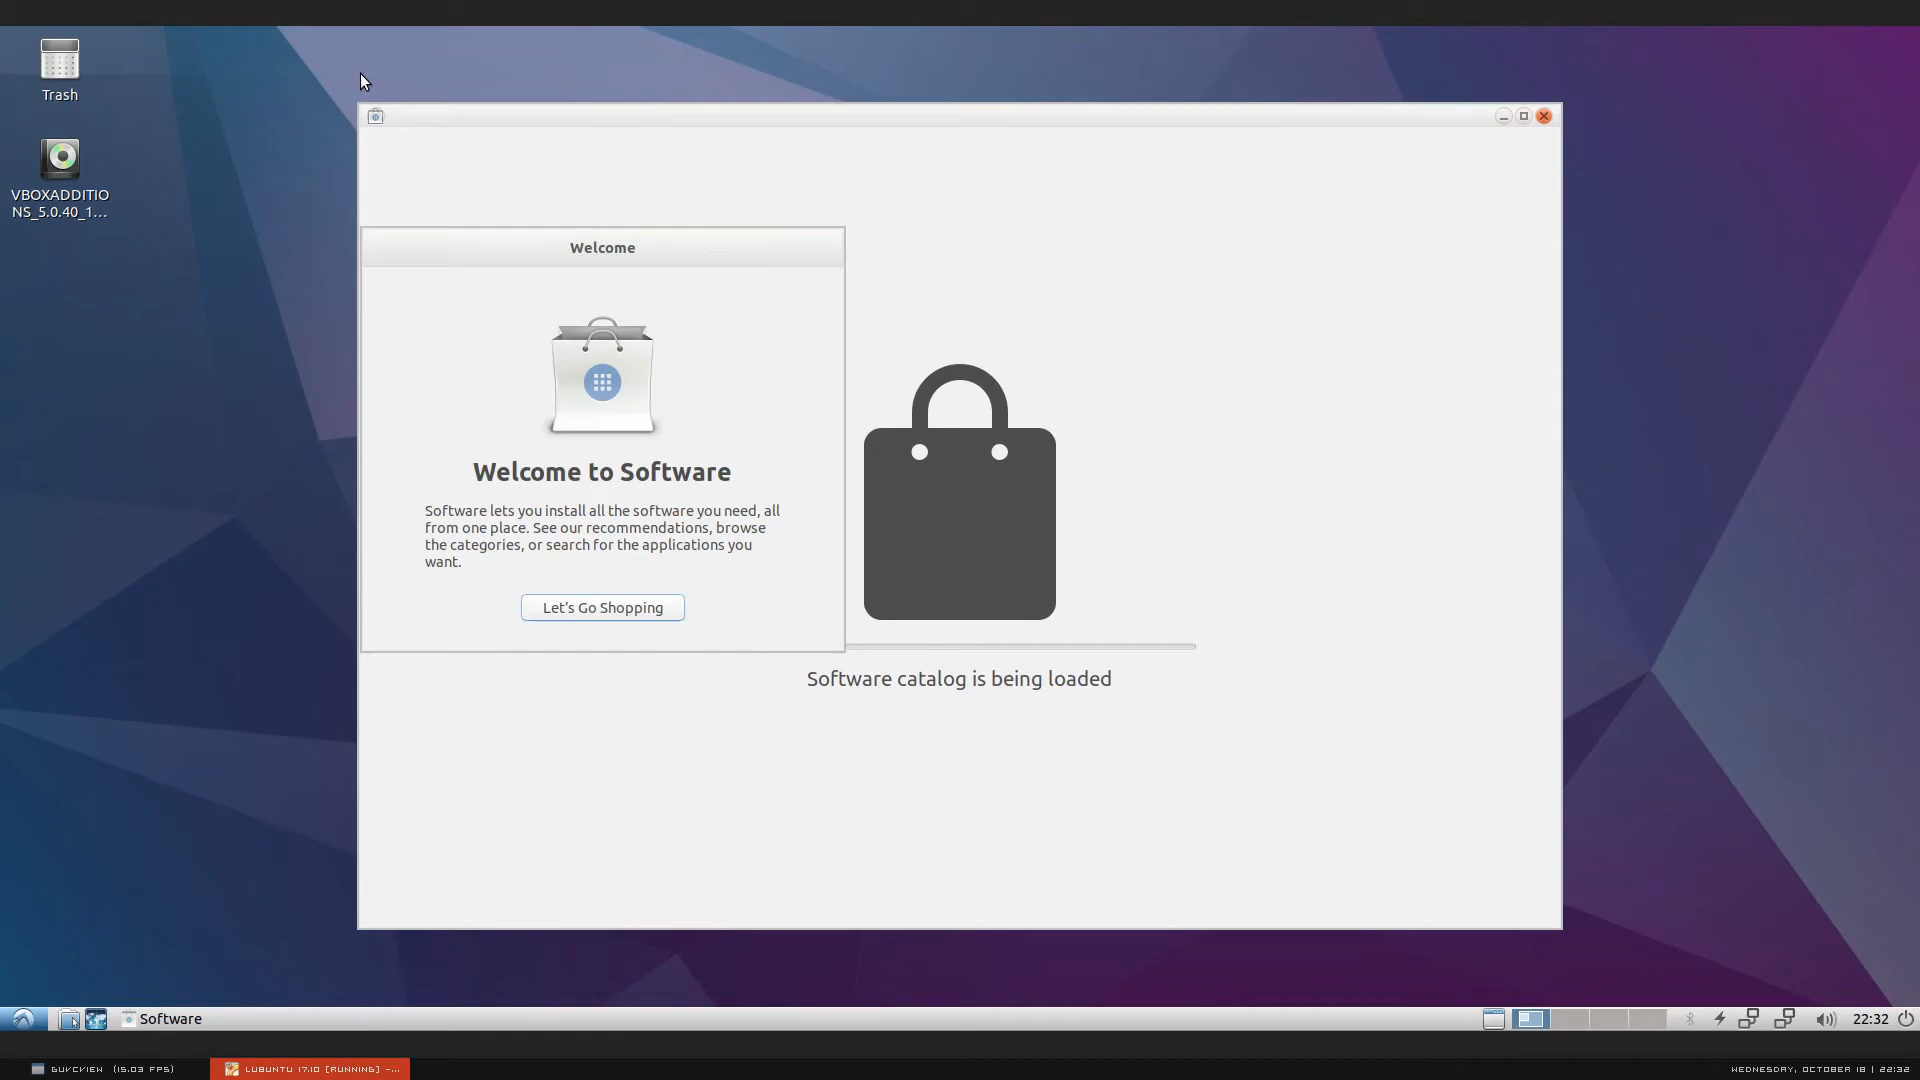 Trash
VBOXADDITIO
NS_5.0.40_1...
Welcome
Welcome to Software
Software lets you install all the software you need, all
from one place. See our recommendations, browse
the categories, or search for the applications you
want.
Let's Go Shopping
Software catalog is being loaded
Software
22:32
GUVCVIEW (15.03 FPS)
LUBUNTU 17.10 [RUNNING] -...
WEDNESDAY, OCTOBER 18 | 22:32